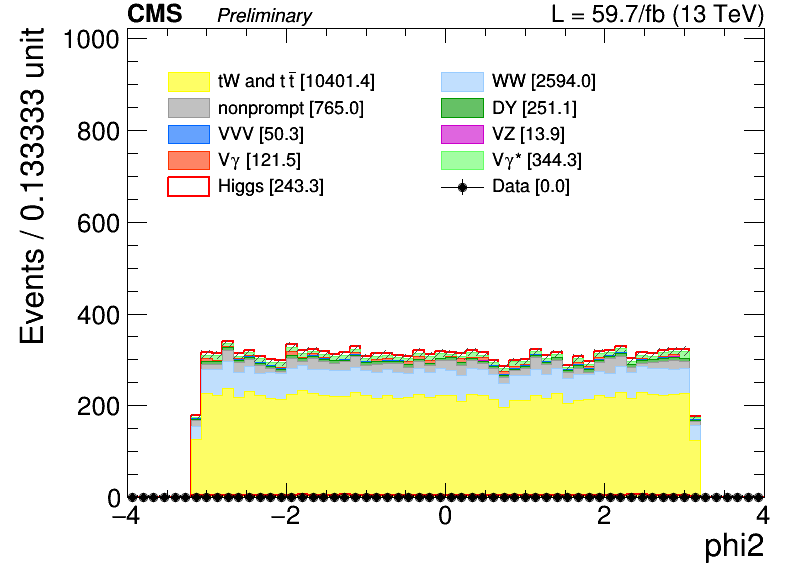 CMS Preliminary L = 59.7/fb (13 TeV)
Events / 0.133333 unit
1000
800
600
400
200
0
tW and t t̄ [10401.4] WW [2594.0]
nonprompt [765.0] DY [251.1]
VVV [50.3] VZ [13.9]
Vγ [121.5] Vγ* [344.3]
Higgs [243.3] Data [0.0]
−4 −2 0 2 4
phi2